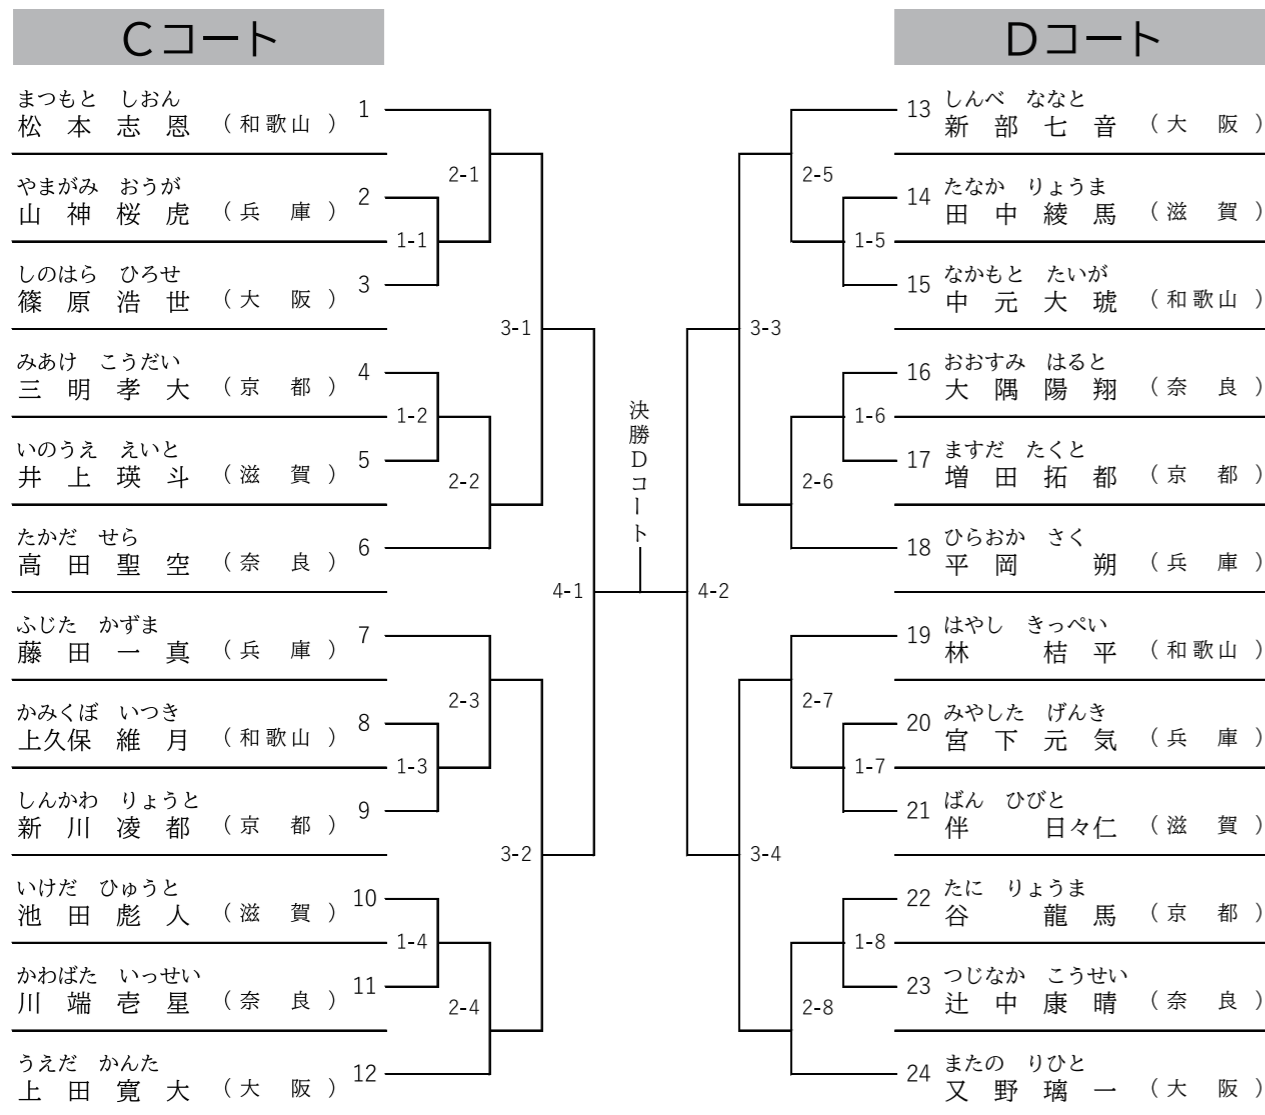 Cコート
まつもと しおん
松本志恩 (和歌山) 1
2-1
やまがみ おうが
山神桜虎 (兵庫) 2
1-1
しのはら ひろせ
篠原浩世 (大阪) 3
3-1
みあけ こうだい
三明孝大 (京都) 4
1-2
いのうえ えいと
井上瑛斗 (滋賀) 5
2-2
たかだ せら
高田聖空 (奈良) 6
4-1
ふじた かずま
藤田一真 (兵庫) 7
2-3
かみくぼ いつき
上久保維月 (和歌山) 8
1-3
しんかわ りょうと
新川凌都 (京都) 9
3-2
いけだ ひゅうと
池田彪人 (滋賀) 10
1-4
かわばた いっせい
川端壱星 (奈良) 11
2-4
うえだ かんた
上田寛大 (大阪) 12
決勝Dコート
Dコート
しんべ ななと
13 新部七音 (大阪)
2-5
たなか りょうま
14 田中綾馬 (滋賀)
1-5
なかもと たいが
15 中元大琥 (和歌山)
3-3
おおすみ はると
16 大隅陽翔 (奈良)
1-6
ますだ たくと
17 増田拓都 (京都)
2-6
ひらおか さく
18 平岡朔 (兵庫)
4-2
はやし きっぺい
19 林桔平 (和歌山)
2-7
みやした げんき
20 宮下元気 (兵庫)
1-7
ばん ひびと
21 伴日々仁 (滋賀)
3-4
たに りょうま
22 谷龍馬 (京都)
1-8
つじなか こうせい
23 辻中康晴 (奈良)
2-8
またの りひと
24 又野璃一 (大阪)